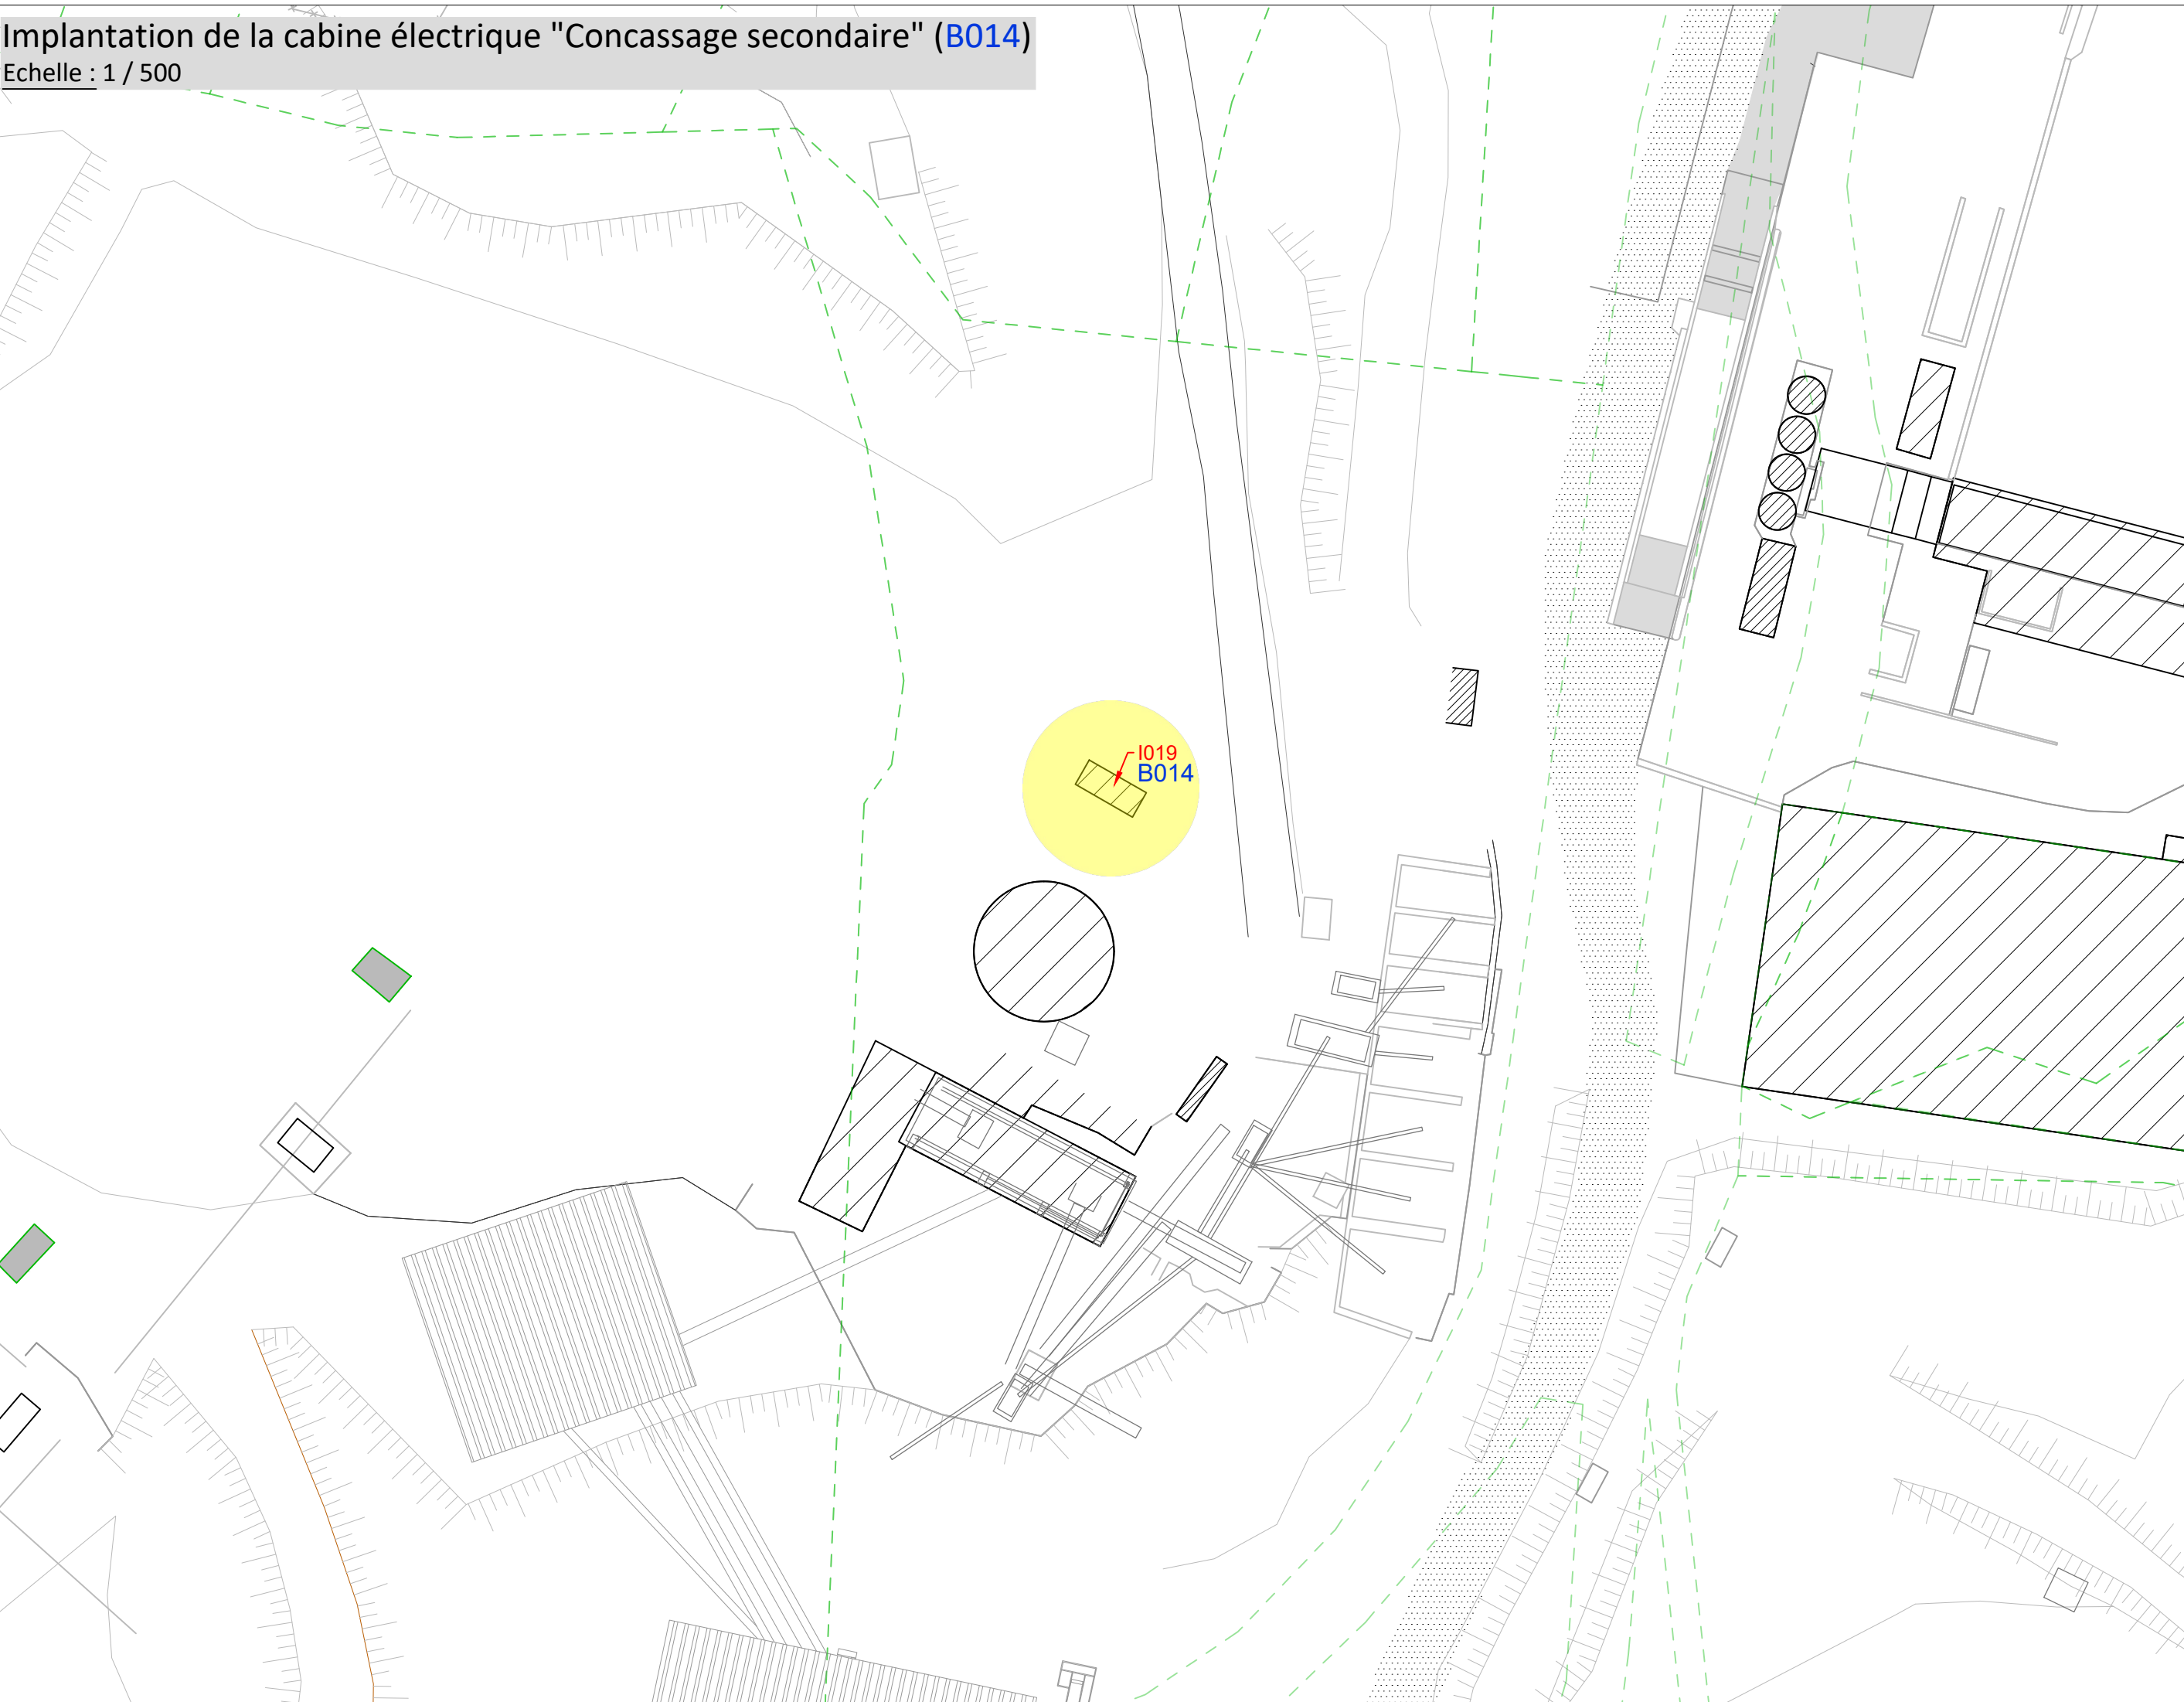 Implantation de la cabine électrique "Concassage secondaire" (B014)
Echelle : 1 / 500
I019
B014